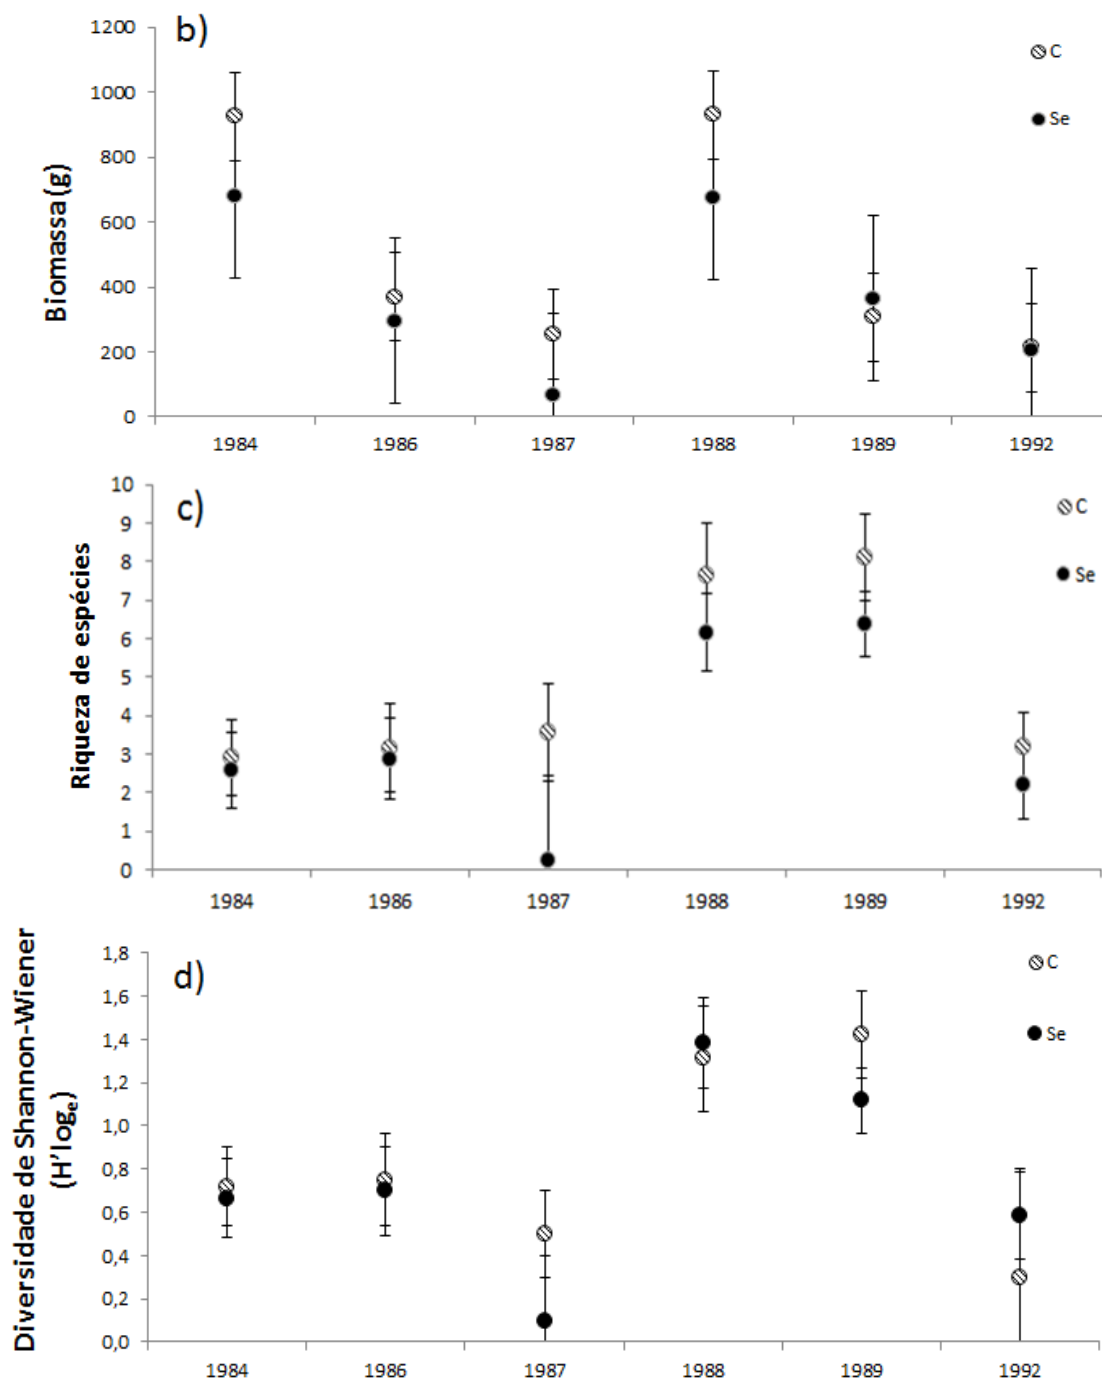 b)
1200
1000
800
600
400
200
0
Biomassa (g)
C
Se
1984 1986 1987 1988 1989 1992
c)
10
9
8
7
6
5
4
3
2
1
0
Riqueza de espécies
C
Se
1984 1986 1987 1988 1989 1992
d)
1,8
1,6
1,4
1,2
1,0
0,8
0,6
0,4
0,2
0,0
Diversidade de Shannon-Wiener
(H'logₑ)
C
Se
1984 1986 1987 1988 1989 1992